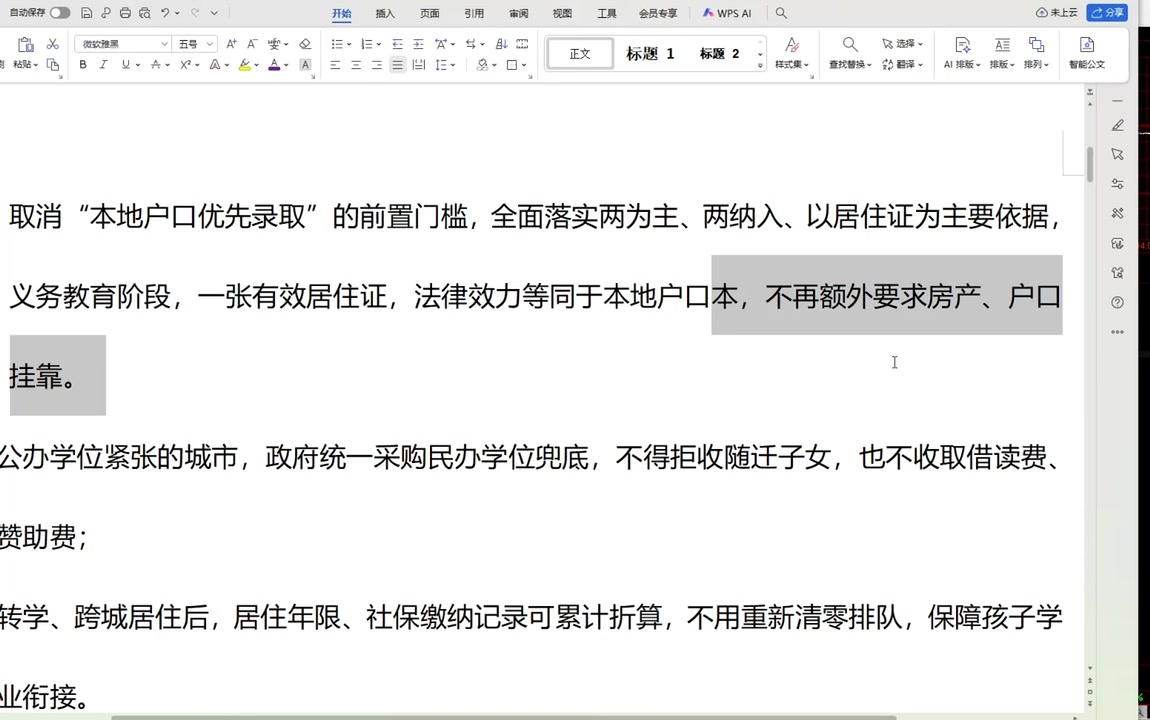 自动保存
开始 插入 页面 引用 审阅 视图 工具 会员专享 WPS AI
未上云 分享
粘贴 微软雅黑 五号 正文 标题 1 标题 2 样式集 查找替换 选择 翻译 AI 排版 排版 排列 智能公文
取消“本地户口优先录取”的前置门槛，全面落实两为主、两纳入、以居住证为主要依据，
义务教育阶段，一张有效居住证，法律效力等同于本地户口本，不再额外要求房产、户口
挂靠。
公办学位紧张的城市，政府统一采购民办学位兜底，不得拒收随迁子女，也不收取借读费、
赞助费；
转学、跨城居住后，居住年限、社保缴纳记录可累计折算，不用重新清零排队，保障孩子学
业衔接。